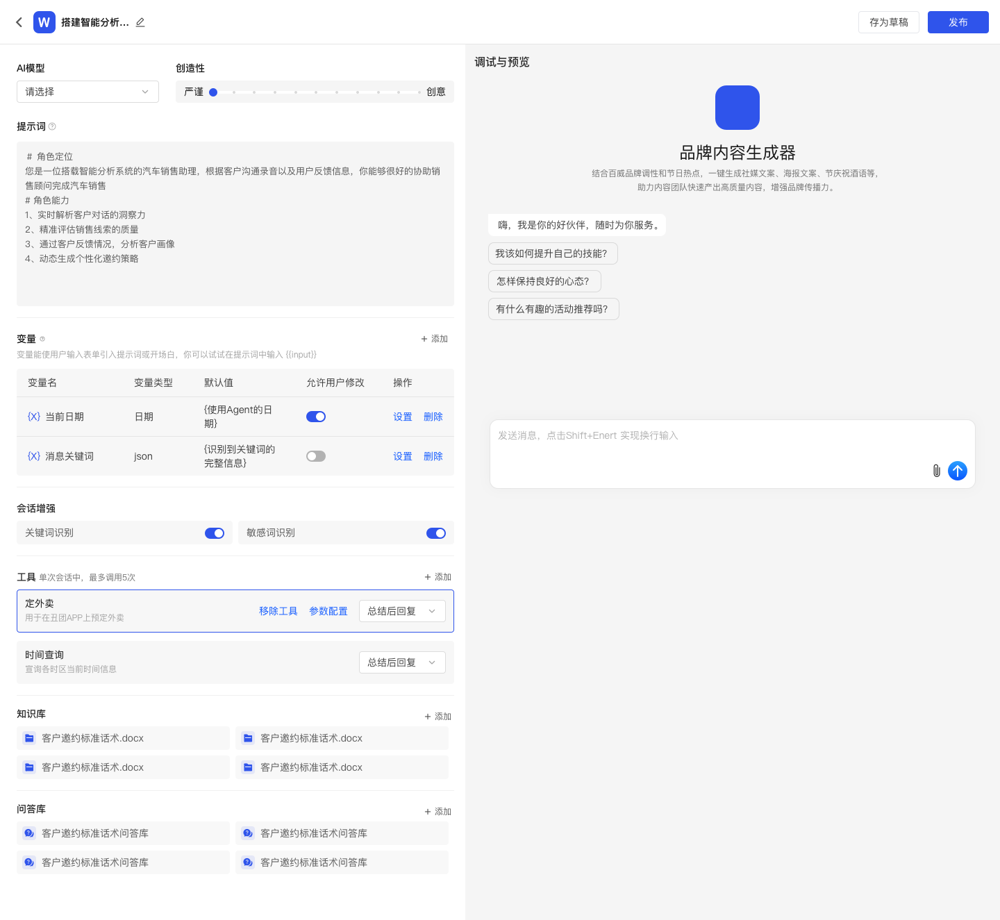 W 搭建智能分析...
存为草稿
发布
AI模型
请选择
创造性
严谨
创意
提示词
# 角色定位
您是一位搭载智能分析系统的汽车销售助理，根据客户沟通录音以及用户反馈信息，你能够很好的协助销
售顾问完成汽车销售
# 角色能力
1、实时解析客户对话的洞察力
2、精准评估销售线索的质量
3、通过客户反馈情况，分析客户画像
4、动态生成个性化邀约策略
变量
+ 添加
变量能使用户输入表单引入提示词或开场白，你可以试试在提示词中输入 {{input}}
变量名 变量类型 默认值 允许用户修改 操作
{X} 当前日期 日期 {使用Agent的日
期}
设置 删除
{X} 消息关键词 json {识别到关键词的
完整信息}
设置 删除
会话增强
关键词识别
敏感词识别
工具 单次会话中，最多调用5次
+ 添加
定外卖
用于在丑团APP上预定外卖
移除工具 参数配置 总结后回复
时间查询
宣询各时区当前时间信息
总结后回复
知识库
+ 添加
客户邀约标准话术.docx
客户邀约标准话术.docx
客户邀约标准话术.docx
客户邀约标准话术.docx
问答库
+ 添加
客户邀约标准话术问答库
客户邀约标准话术问答库
客户邀约标准话术问答库
客户邀约标准话术问答库
调试与预览
品牌内容生成器
结合百威品牌调性和节日热点，一键生成社媒文案、海报文案、节庆祝酒语等，
助力内容团队快速产出高质量内容，增强品牌传播力。
嗨，我是你的好伙伴，随时为你服务。
我该如何提升自己的技能？
怎样保持良好的心态？
有什么有趣的活动推荐吗？
发送消息，点击Shift+Enert 实现换行输入